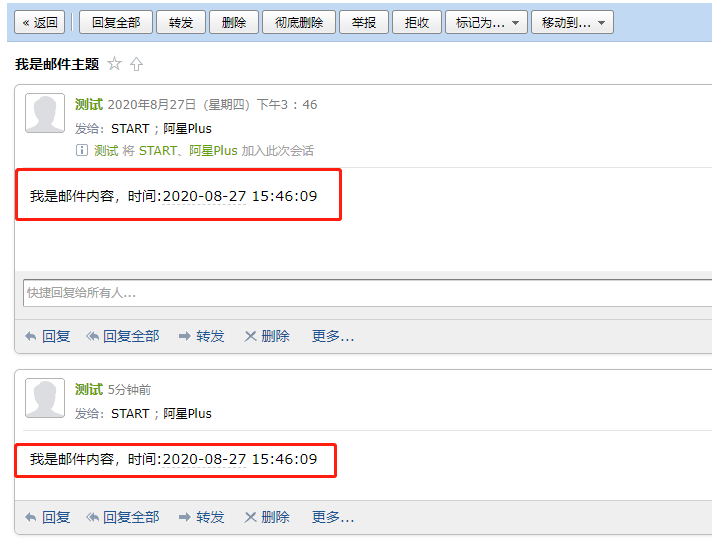 « 返回 回复全部 转发 删除 彻底删除 举报 拒收 标记为... 移动到...
我是邮件主题
测试 2020年8月27日（星期四）下午3：46
发给：START；阿星Plus
测试 将 START、阿星Plus 加入此次会话
我是邮件内容，时间:2020-08-27 15:46:09
快捷回复给所有人...
回复 回复全部 转发 删除 更多...
测试 5分钟前
发给：START；阿星Plus
我是邮件内容，时间:2020-08-27 15:46:09
回复 回复全部 转发 删除 更多...